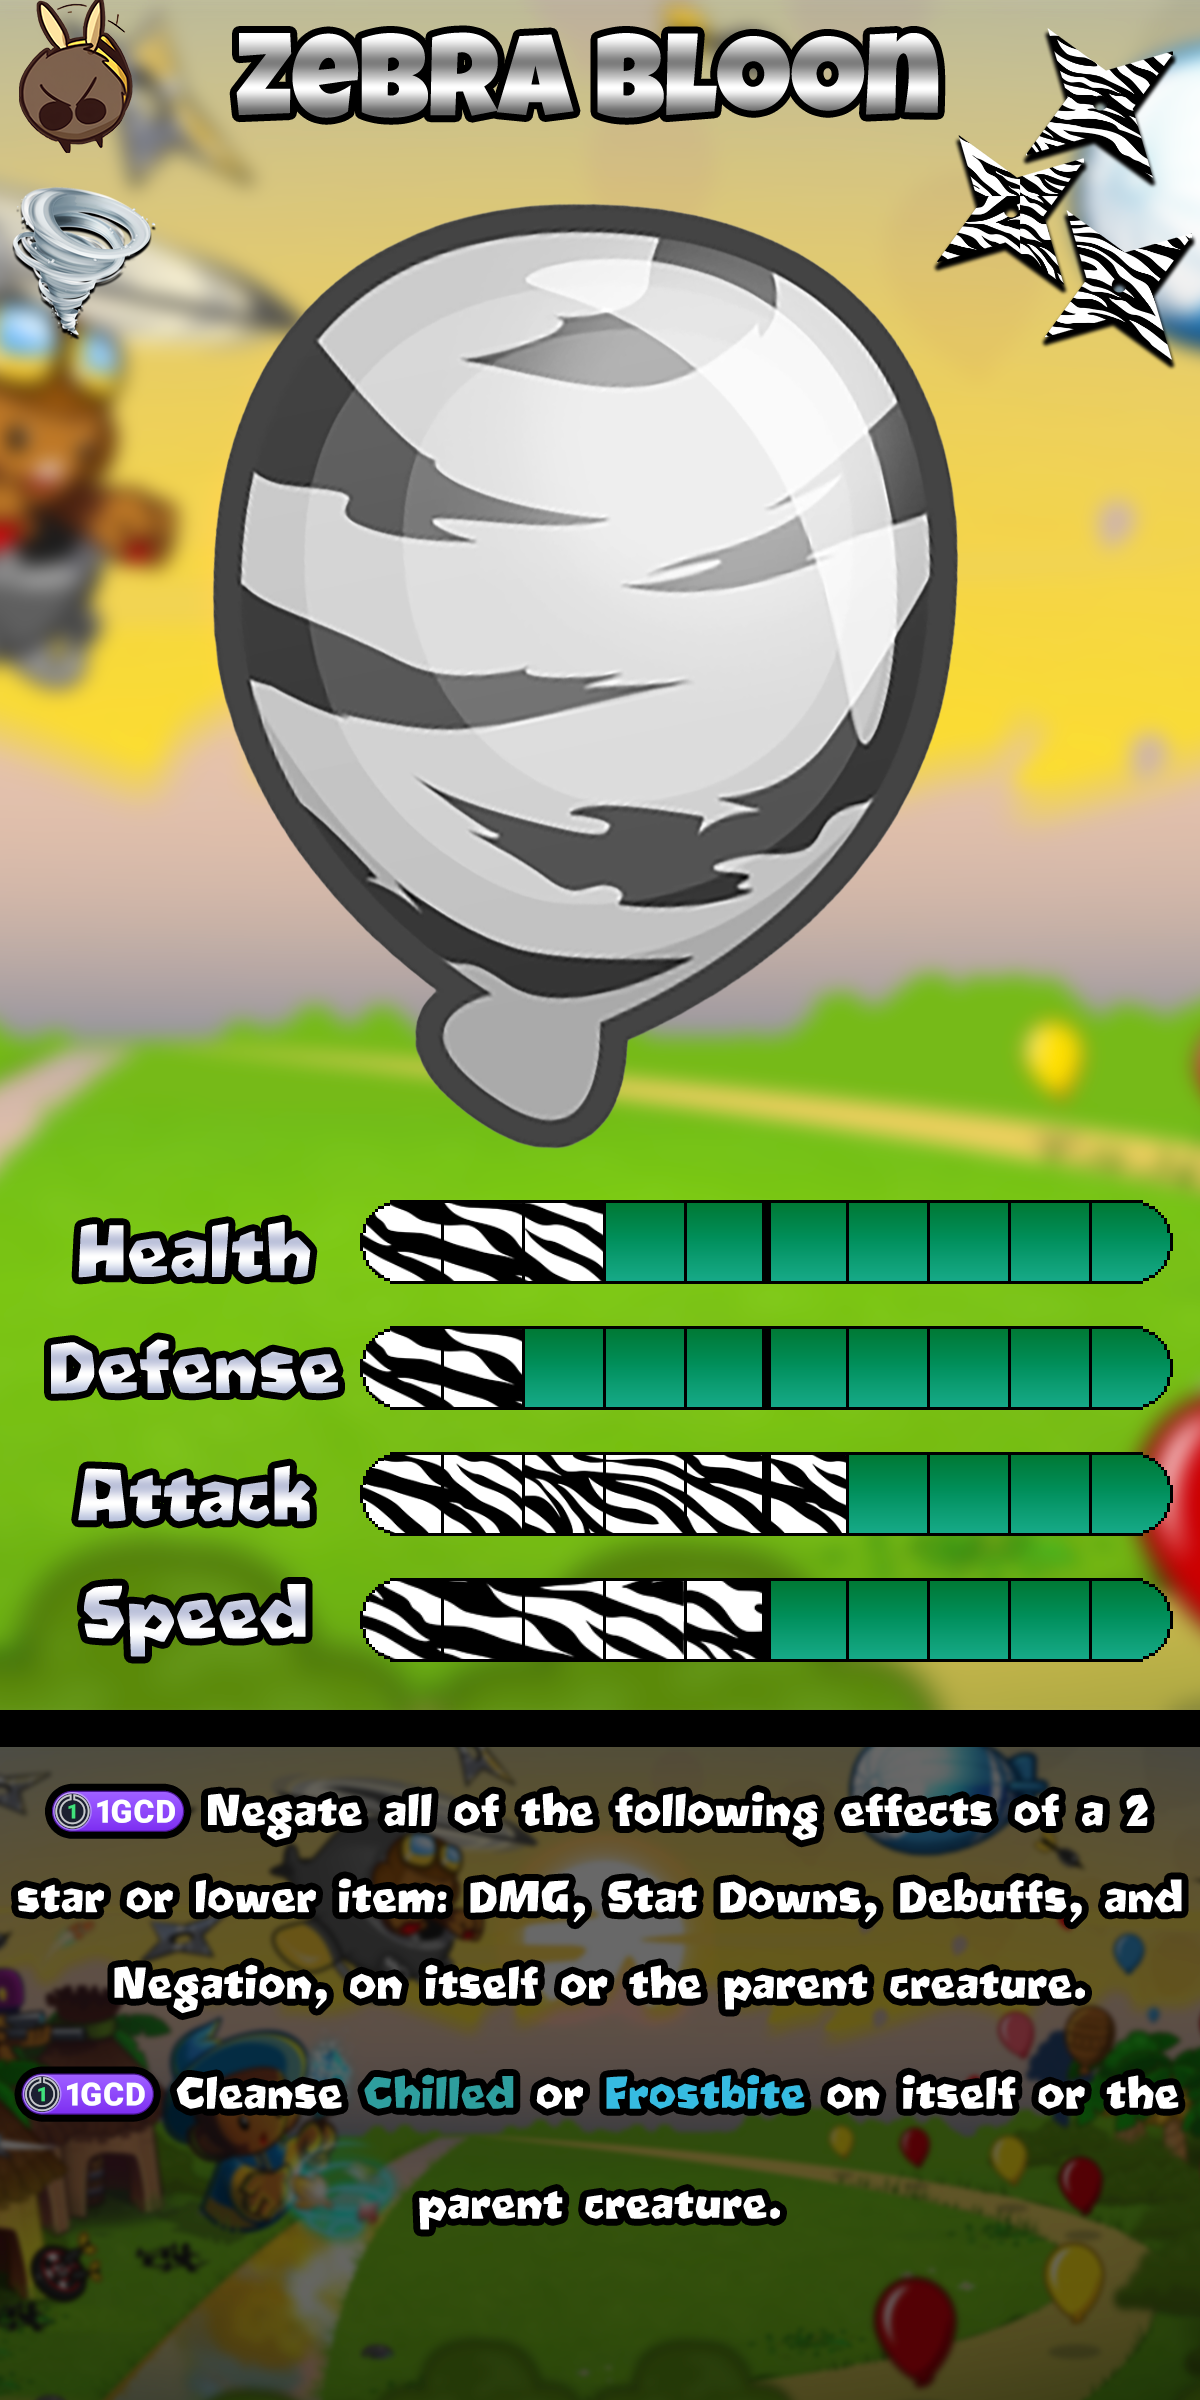 Zebra Bloon
Health
Defense
Attack
Speed
1 1GCD Negate all of the following effects of a 2
star or lower item: DMG, Stat Downs, Debuffs, and
Negation, on itself or the parent creature.
1 1GCD Cleanse Chilled or Frostbite on itself or the
parent creature.